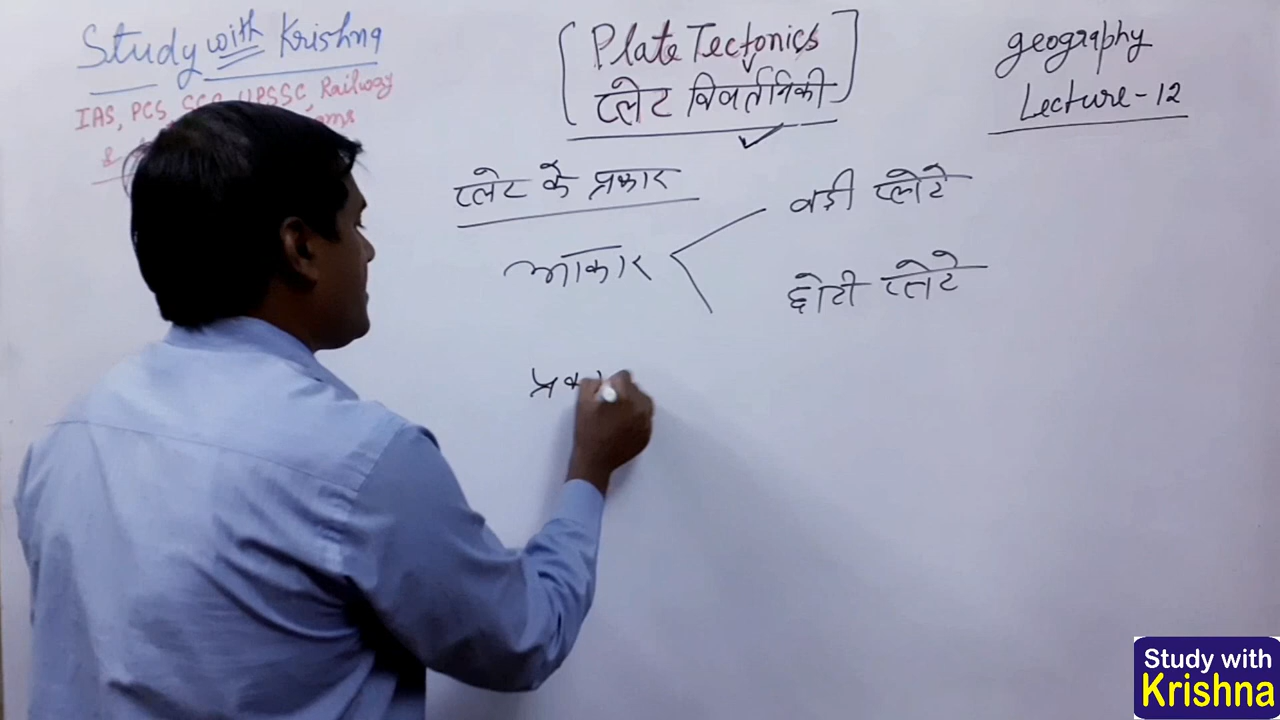 Study with Krishna
IAS, PCS, UPSSC, Railway
&
Plate Tectonics
प्लेट विवर्तनिकी
geography
Lecture-12
प्लेट के प्रकार
आकार
बड़ी प्लेटें
छोटी प्लेटें
Study with
Krishna